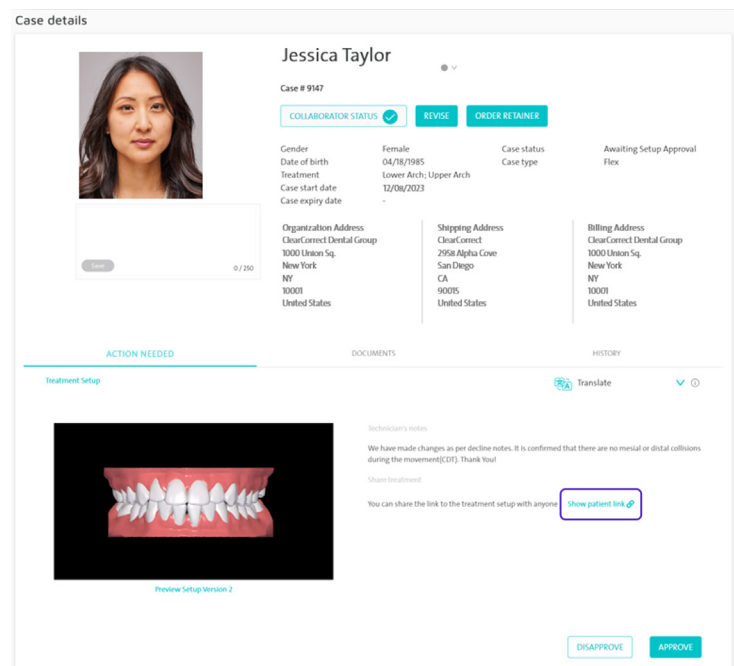 Case details
Jessica Taylor
Case # 9147
COLLABORATOR STATUS
REVISE
ORDER RETAINER
Gender Female Case status Awaiting Setup Approval
Date of birth 04/18/1985 Case type Flex
Treatment Lower Arch; Upper Arch
Case start date 12/08/2023
Case expiry date -
Save
0 / 250
Organization Address
ClearCorrect Dental Group
1000 Union Sq.
New York
NY
10001
United States
Shipping Address
ClearCorrect
2958 Alpha Cove
San Diego
CA
90015
United States
Billing Address
ClearCorrect Dental Group
1000 Union Sq.
New York
NY
10001
United States
ACTION NEEDED
DOCUMENTS
HISTORY
Treatment Setup
Translate
Technician's notes
We have made changes as per decline notes. It is confirmed that there are no mesial or distal collisions
during the movement(CDT). Thank You!
Share treatment
You can share the link to the treatment setup with anyone Show patient link
Preview Setup Version 2
DISAPPROVE
APPROVE